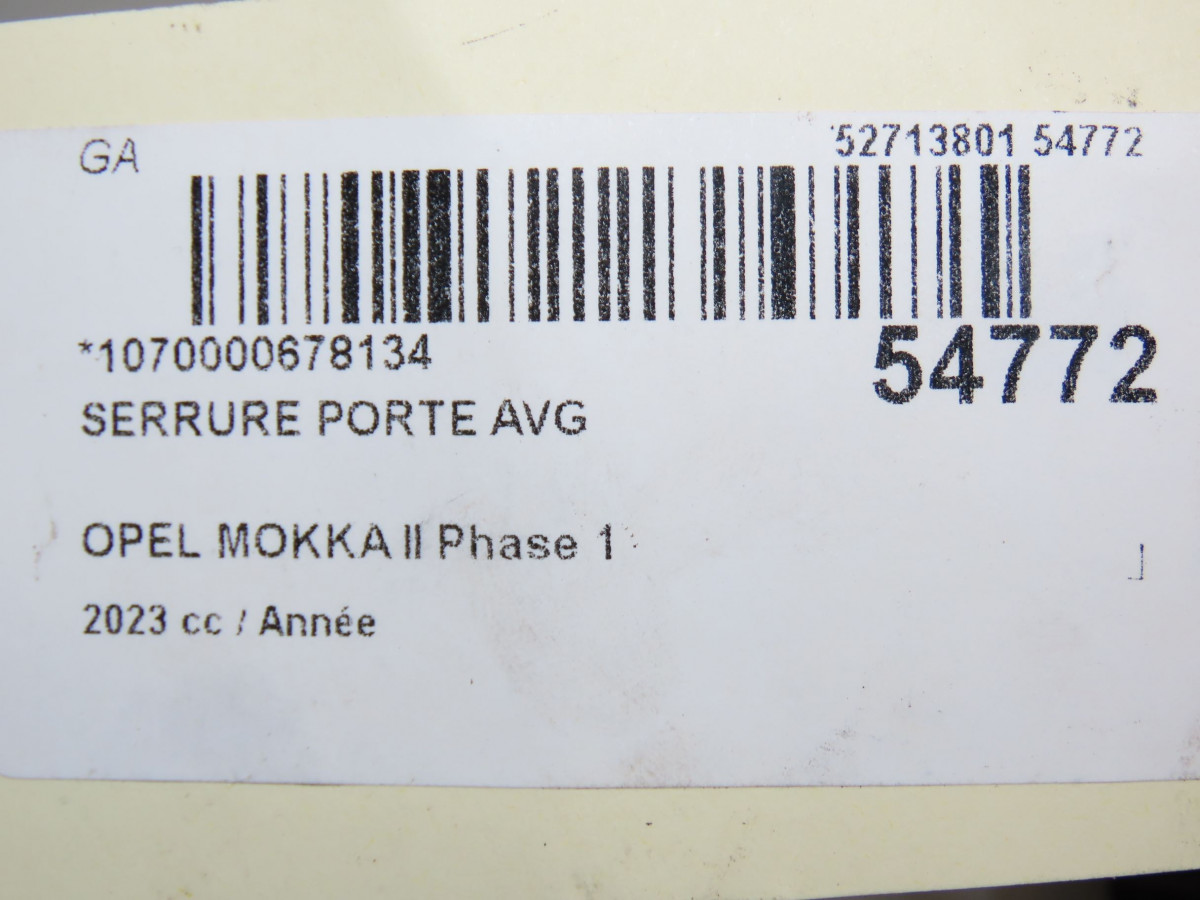 GA
52713801 54772
*1070000678134
54772
SERRURE PORTE AVG
OPEL MOKKA II Phase 1
2023 cc / Année